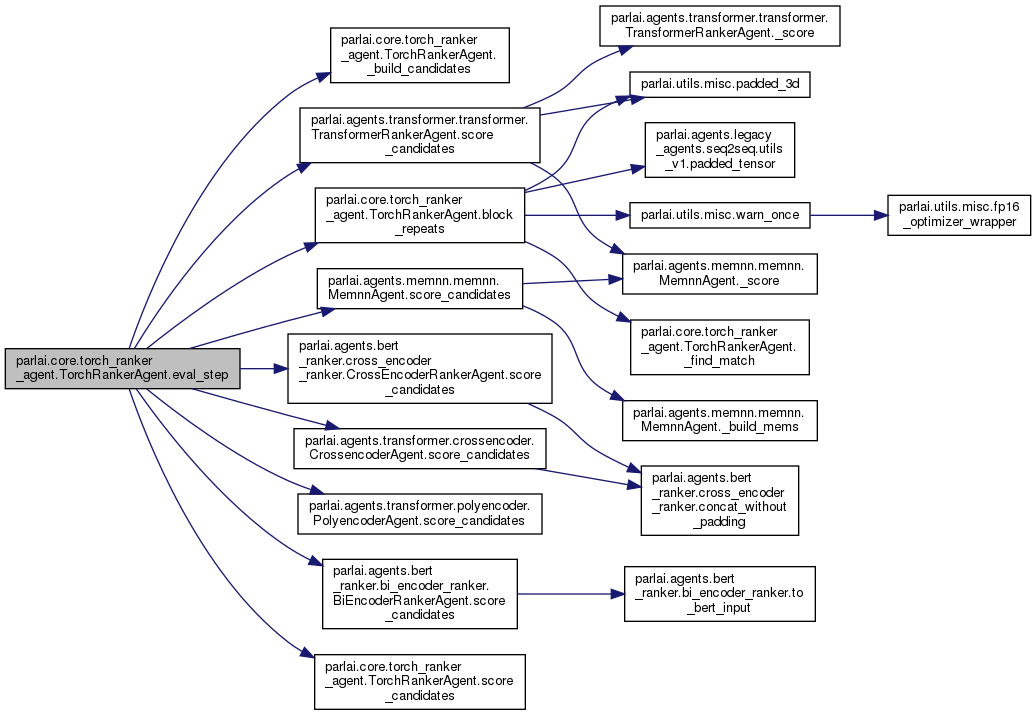 parlai.core.torch_ranker
_agent.TorchRankerAgent.eval_step
parlai.core.torch_ranker
_agent.TorchRankerAgent.
_build_candidates
parlai.agents.transformer.transformer.
TransformerRankerAgent.score
_candidates
parlai.core.torch_ranker
_agent.TorchRankerAgent.block
_repeats
parlai.agents.memnn.memnn.
MemnnAgent.score_candidates
parlai.agents.bert
_ranker.cross_encoder
_ranker.CrossEncoderRankerAgent.score
_candidates
parlai.agents.transformer.crossencoder.
CrossencoderAgent.score_candidates
parlai.agents.transformer.polyencoder.
PolyencoderAgent.score_candidates
parlai.agents.bert
_ranker.bi_encoder_ranker.
BiEncoderRankerAgent.score
_candidates
parlai.core.torch_ranker
_agent.TorchRankerAgent.score
_candidates
parlai.agents.transformer.transformer.
TransformerRankerAgent._score
parlai.utils.misc.padded_3d
parlai.agents.legacy
_agents.seq2seq.utils
_v1.padded_tensor
parlai.utils.misc.warn_once
parlai.agents.memnn.memnn.
MemnnAgent._score
parlai.core.torch_ranker
_agent.TorchRankerAgent.
_find_match
parlai.agents.memnn.memnn.
MemnnAgent._build_mems
parlai.agents.bert
_ranker.cross_encoder
_ranker.concat_without
_padding
parlai.agents.bert
_ranker.bi_encoder_ranker.to
_bert_input
parlai.utils.misc.fp16
_optimizer_wrapper